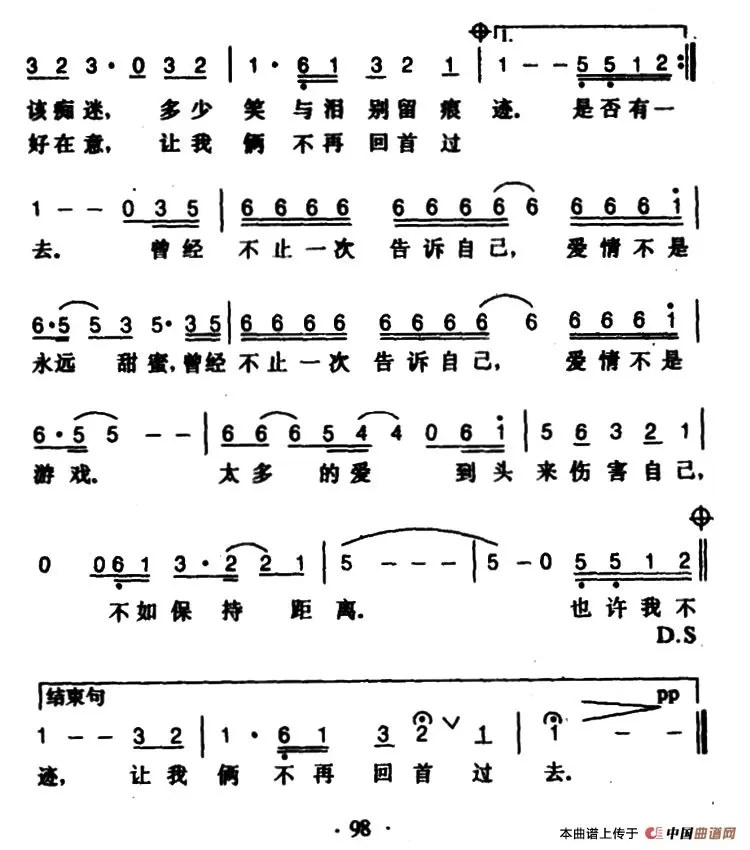 1.
3 2 3 · 0 3 2 | 1 · 6 1 3 2 1 | 1 - - 5 5 1 2 :|
该痴迷, 多少 笑 与泪 别留 痕 迹. 是否有一
好在意, 让我 俩 不再 回首 过
1 - - 0 3 5 | 6 6 6 6 6 6 6 6 6 6 6 6 6 i |
去. 曾经 不止一次 告诉自己, 爱情不是
6 · 5 5 3 5 · 3 5 | 6 6 6 6 6 6 6 6 6 6 6 6 6 i |
永远 甜蜜, 曾经 不止一次 告诉自己, 爱情不是
6 · 5 5 - - | 6 6 6 5 4 4 0 6 i | 5 6 3 2 1 |
游戏. 太多 的爱 到头 来伤害自己,
0 0 6 1 3 · 2 2 1 | 5 - - - | 5 - 0 5 5 1 2 ||
不如保持 距离. 也许我不
D.S
结束句 pp
1 - - 3 2 | 1 · 6 1 3 2 1 | 1 - - ||
迹, 让我 俩 不再 回首 过 去.
· 98 ·
本曲谱上传于 中国曲谱网